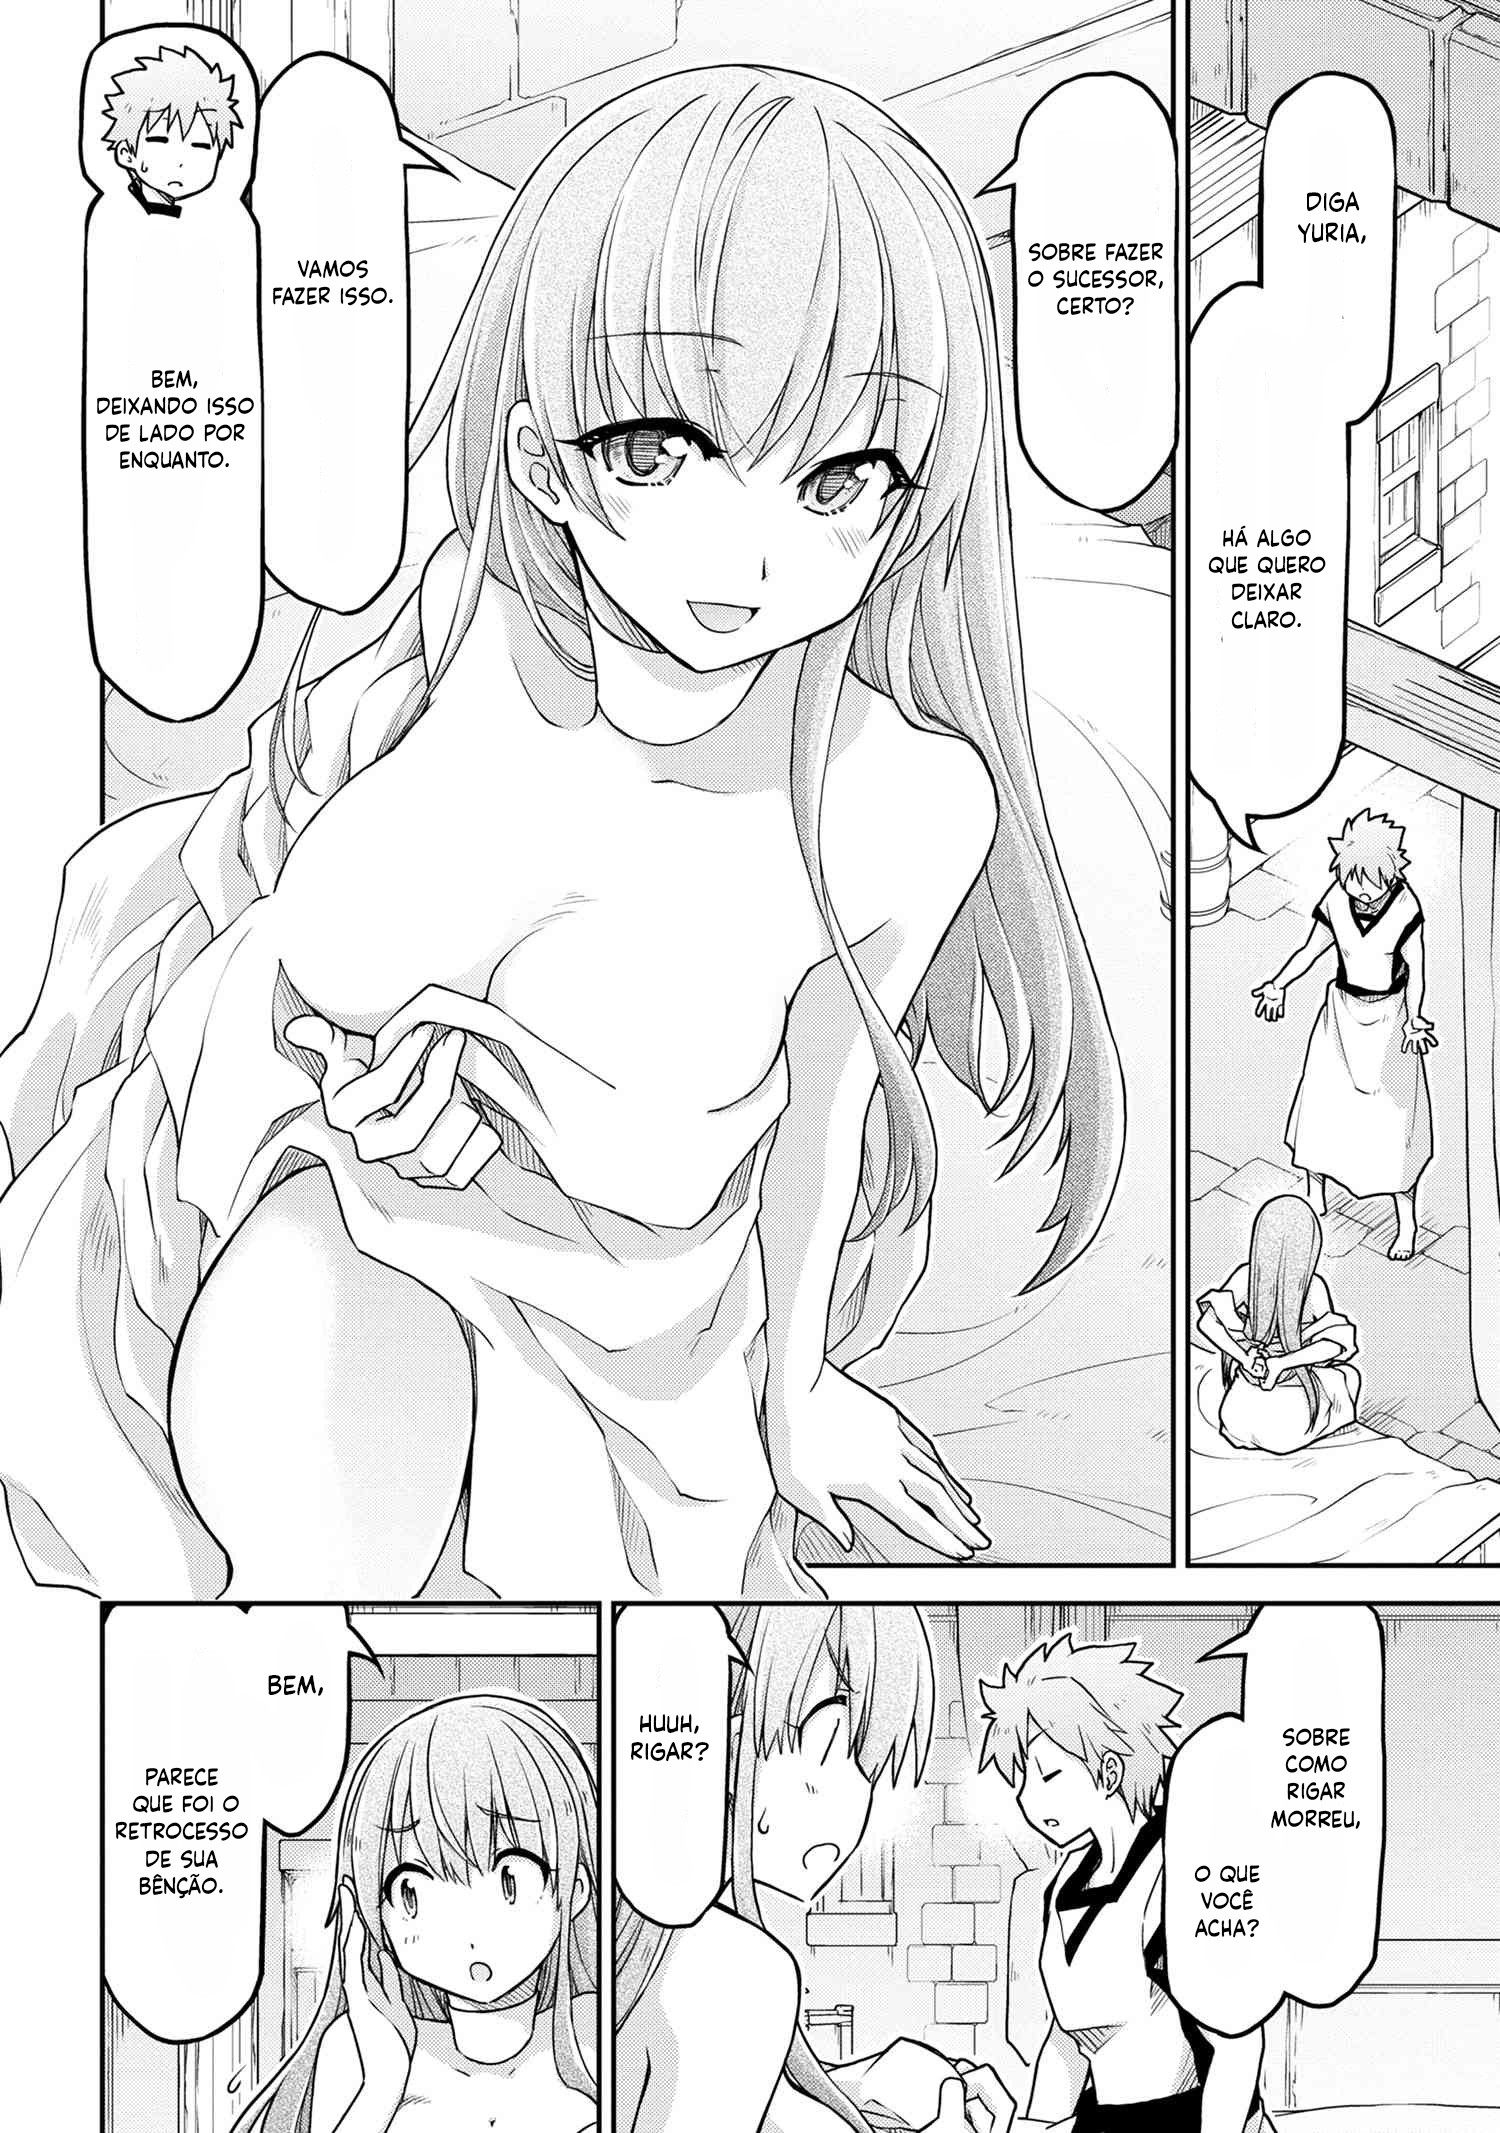 DIGA
YURIA,
HÁ ALGO
QUE QUERO
DEIXAR
CLARO.
SOBRE FAZER
O SUCESSOR,
CERTO?
VAMOS
FAZER ISSO.
BEM,
DEIXANDO ISSO
DE LADO POR
ENQUANTO.
SOBRE
COMO
RIGAR
MORREU,
O QUE
VOCÊ
ACHA?
HUUH,
RIGAR?
BEM,
PARECE
QUE FOI O
RETROCESSO
DE SUA
BÊNÇÃO.